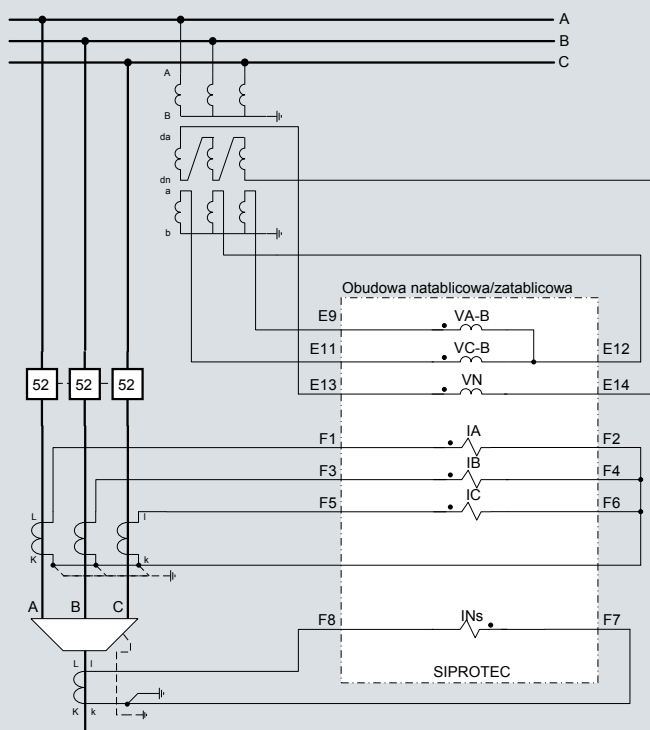 A
B
C
A
B
da
dn
a
b
Obudowa natablicowa/zatablicowa
E9 VA-B
E11 VC-B E12
E13 VN E14
52 52 52
F1 IA F2
F3 IB F4
F5 IC F6
L l
K k
A B C
F8 INs F7
L l
SIPROTEC
K k